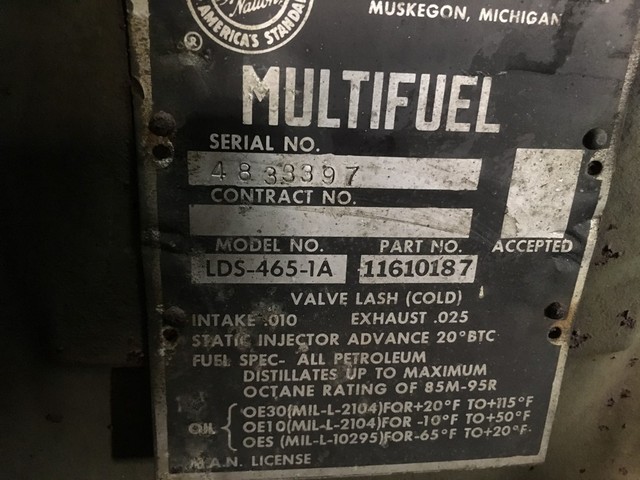 MUSKEGON, MICHIGAN
AMERICA'S STANDA
®
MULTIFUEL
SERIAL NO.
4833397
CONTRACT NO.
MODEL NO. PART NO. ACCEPTED
LDS-465-1A 11610187
VALVE LASH (COLD)
INTAKE .010 EXHAUST .025
STATIC INJECTOR ADVANCE 20°BTC
FUEL SPEC- ALL PETROLEUM
DISTILLATES UP TO MAXIMUM
OCTANE RATING OF 85M-95R
OE30(MIL-L-2104)FOR+20°F TO+115°F
OIL OE10(MIL-L-2104)FOR -10°F TO+50°F
OES (MIL-L-10295)FOR-65°F TO+20°F
M.A.N. LICENSE